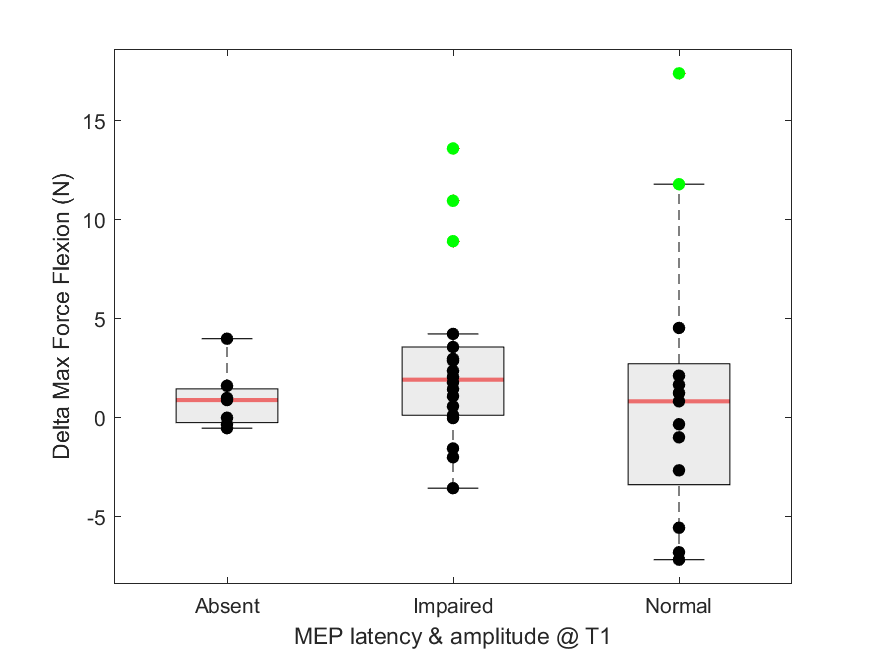 Delta Max Force Flexion (N)
15
10
5
0
-5
Absent Impaired Normal
MEP latency & amplitude @ T1